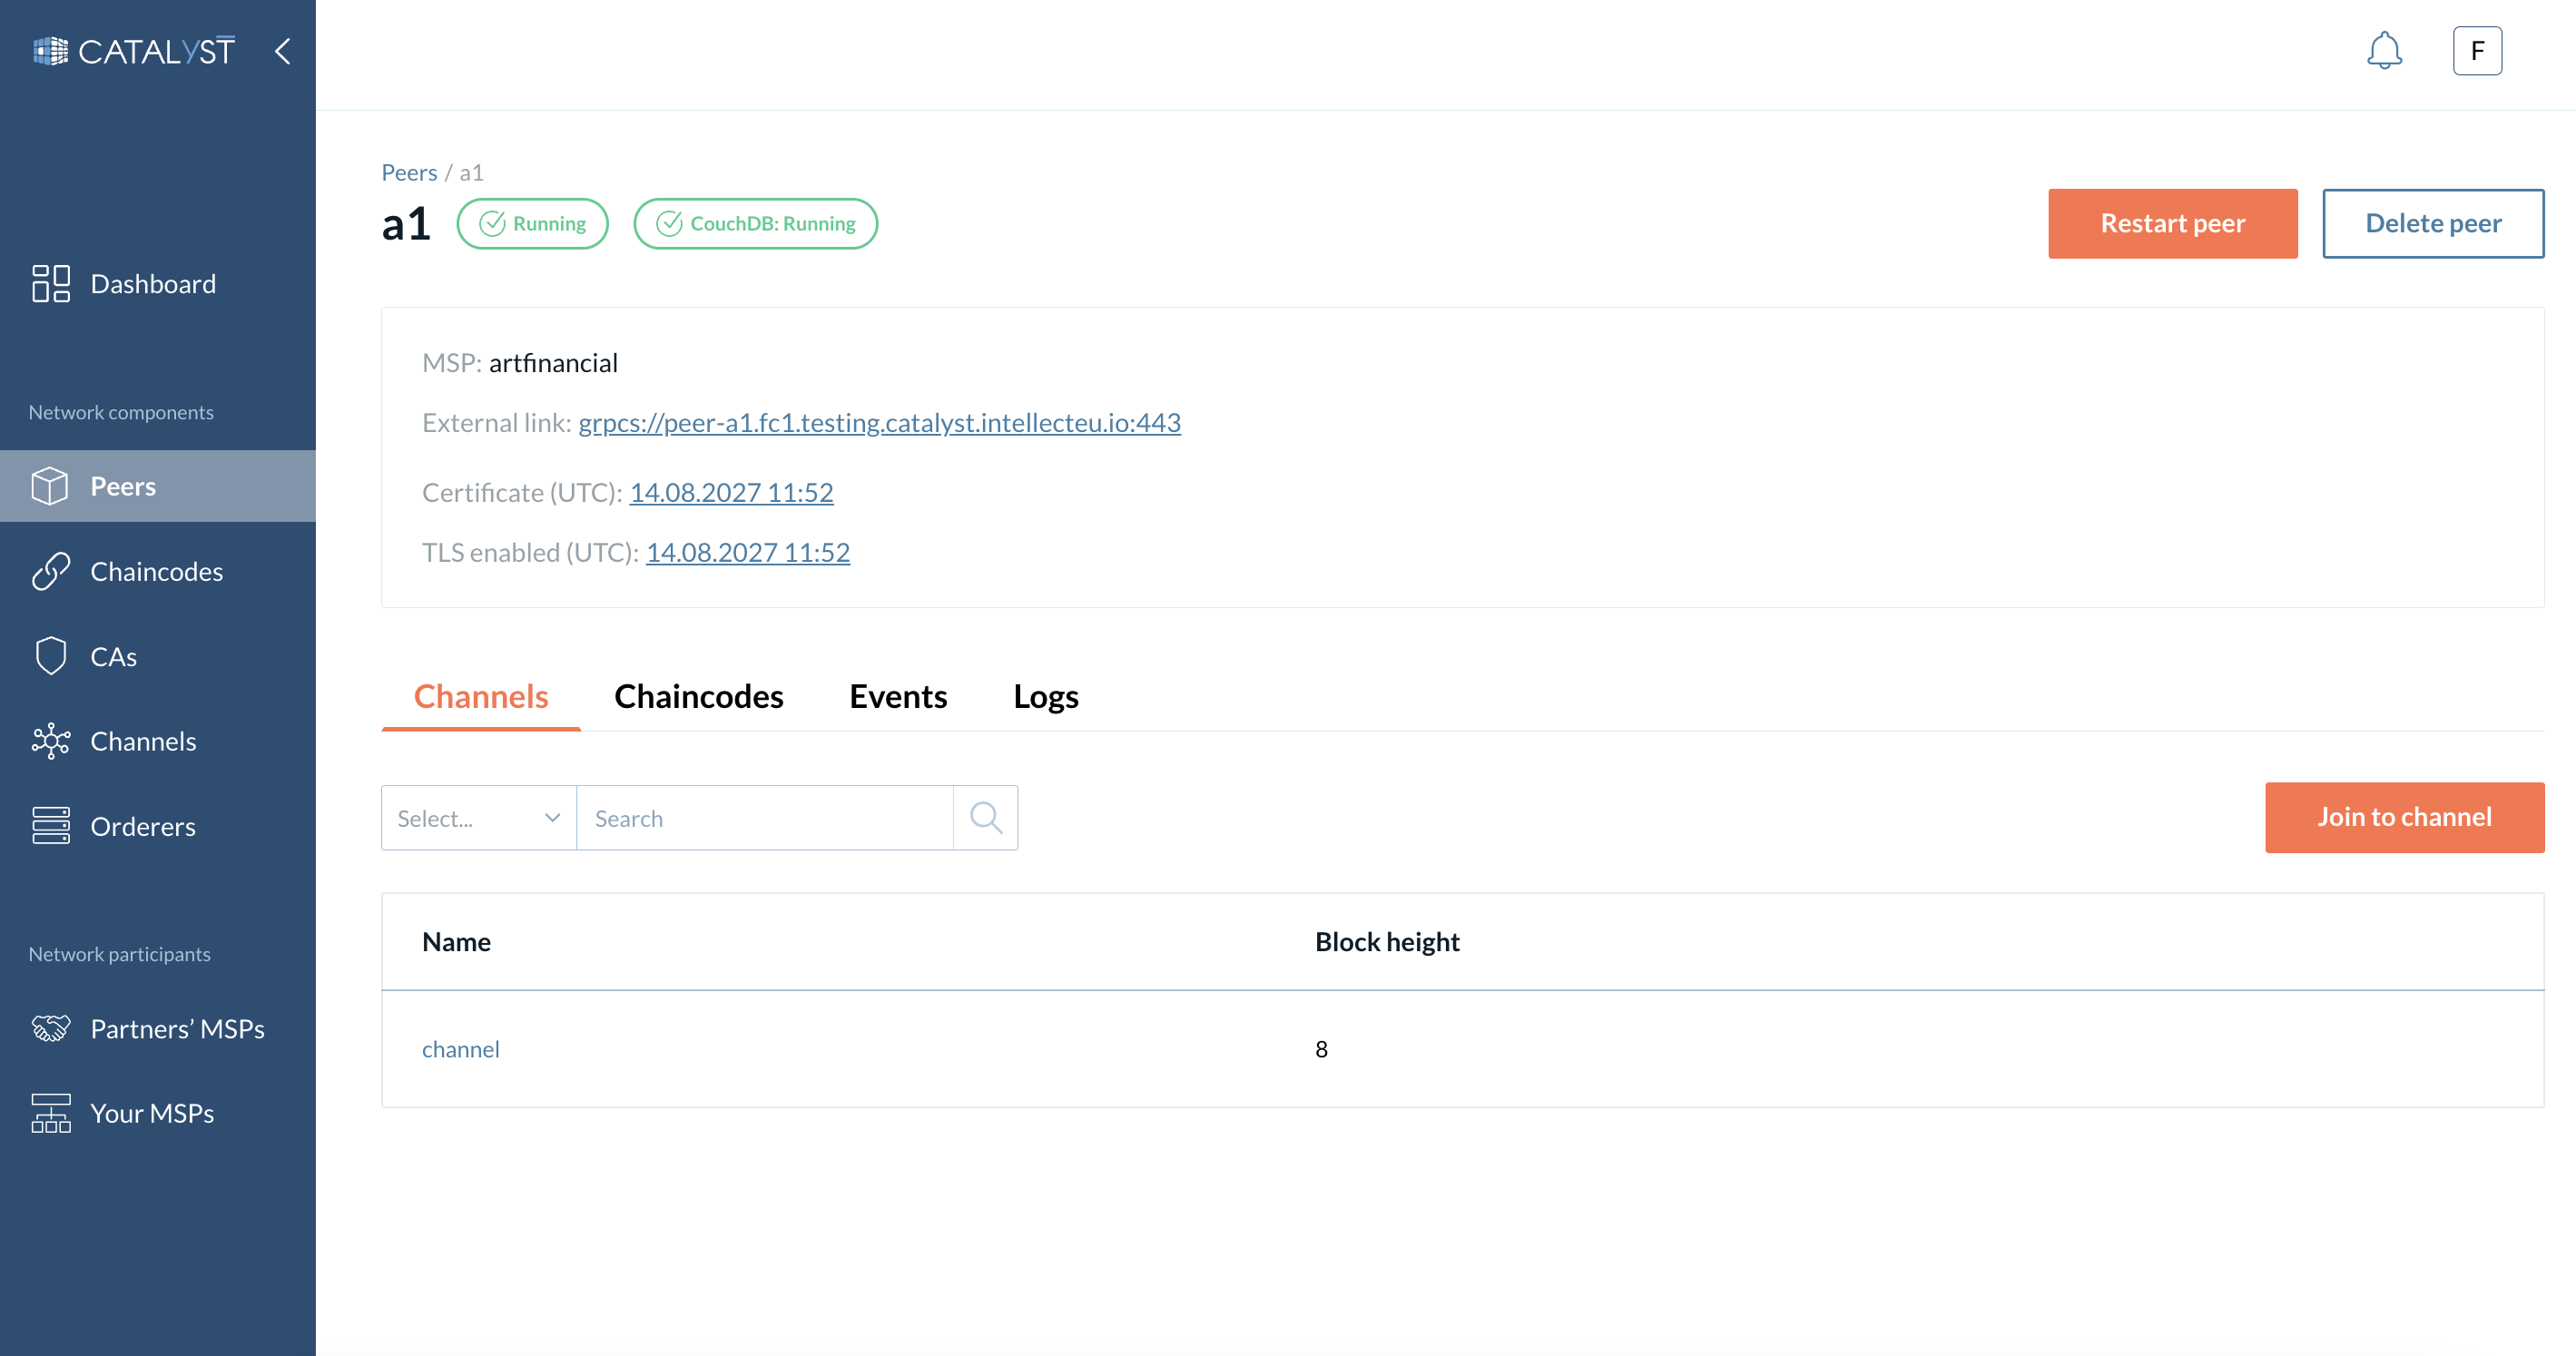 CATALYST
F
Dashboard
Network components
Peers
Chaincodes
CAs
Channels
Orderers
Network participants
Partners’ MSPs
Your MSPs
Peers / a1
a1
Running
CouchDB: Running
Restart peer
Delete peer
MSP: artfinancial
External link: grpcs://peer-a1.fc1.testing.catalyst.intellecteu.io:443
Certificate (UTC): 14.08.2027 11:52
TLS enabled (UTC): 14.08.2027 11:52
Channels
Chaincodes
Events
Logs
Select...
Search
Join to channel
Name
Block height
channel
8